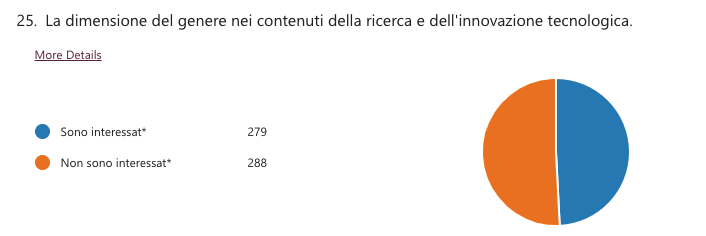 25. La dimensione del genere nei contenuti della ricerca e dell'innovazione tecnologica.
More Details
Sono interessat* 279
Non sono interessat* 288